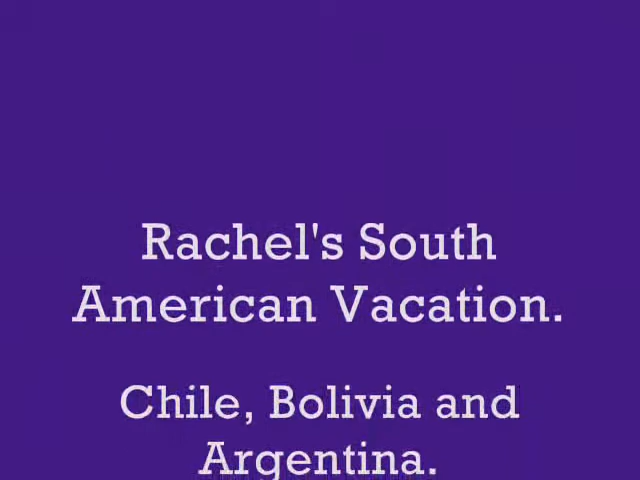 Rachel's South
American Vacation.
Chile, Bolivia and
Argentina.